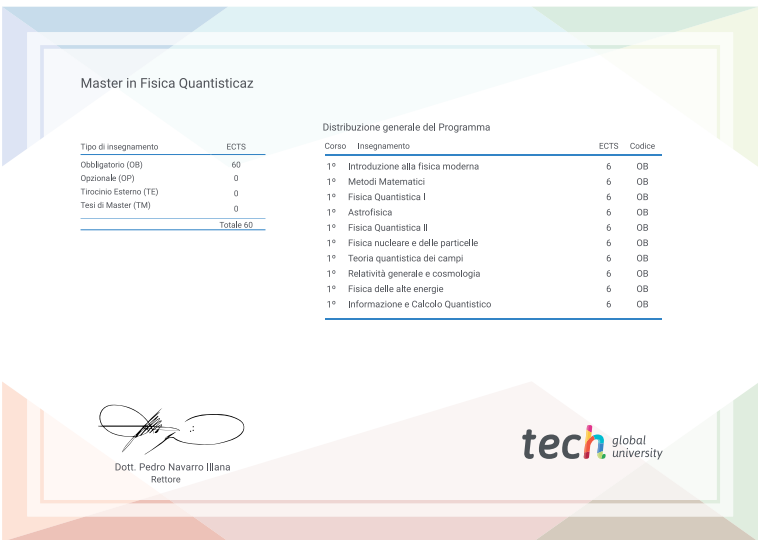 Master in Fisica Quantisticaz
Tipo di insegnamento ECTS
Obbligatorio (OB) 60
Opzionale (OP) 0
Tirocinio Esterno (TE) 0
Tesi di Master (TM) 0
Totale 60
Distribuzione generale del Programma
Corso Insegnamento ECTS Codice
1º Introduzione alla fisica moderna 6 OB
1º Metodi Matematici 6 OB
1º Fisica Quantistica I 6 OB
1º Astrofisica 6 OB
1º Fisica Quantistica II 6 OB
1º Fisica nucleare e delle particelle 6 OB
1º Teoria quantistica dei campi 6 OB
1º Relatività generale e cosmologia 6 OB
1º Fisica delle alte energie 6 OB
1º Informazione e Calcolo Quantistico 6 OB
Dott. Pedro Navarro Illana
Rettore
tech global university